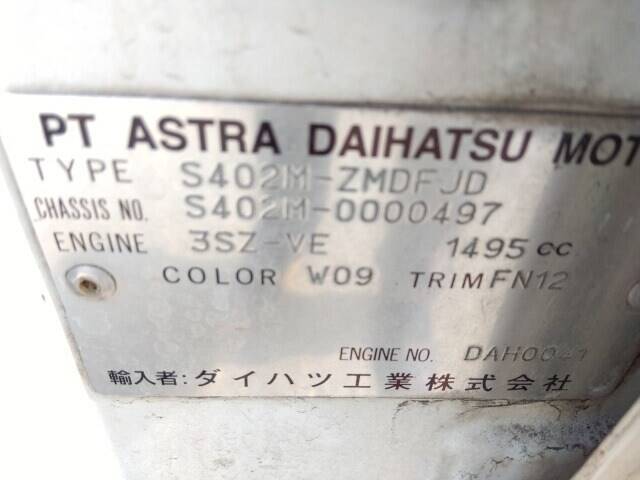 PT ASTRA DAIHATSU MOT
TYPE S402M-ZMDFJD
CHASSIS NO. S402M-0000497
ENGINE 3SZ-VE 1495 cc
COLOR W09 TRIM FN12
ENGINE NO.
輸入者:ダイハツ工業株式会社